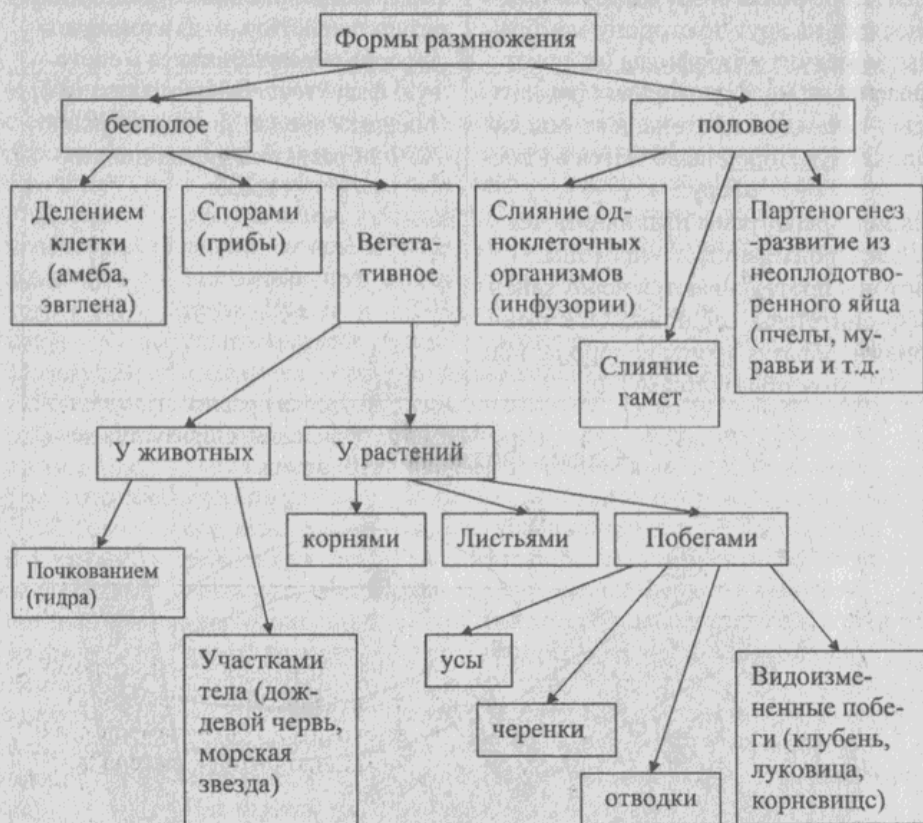 Формы размножения
бесполое
половое
Делением
клетки
(амеба,
эвглена)
Спорами
(грибы)
Вегета-
тивное
Слияние од-
ноклеточных
организмов
(инфузории)
Партеногенез
-развитие из
неоплодотво-
ренного яйца
(пчелы, му-
равьи и т.д.
Слияние
гамет
У животных
У растений
корнями
Листьями
Побегами
Почкованием
(гидра)
Участками
тела (дож-
девой червь,
морская
звезда)
усы
черенки
отводки
Видоизме-
ненные побе-
ги (клубень,
луковица,
корневище)